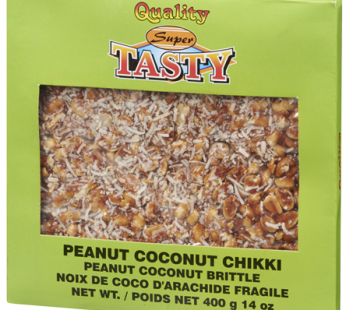 Quality
Super
TASTY
PEANUT COCONUT CHIKKI
PEANUT COCONUT BRITTLE
NOIX DE COCO D'ARACHIDE FRAGILE
NET WT. / POIDS NET 400 g 14 oz